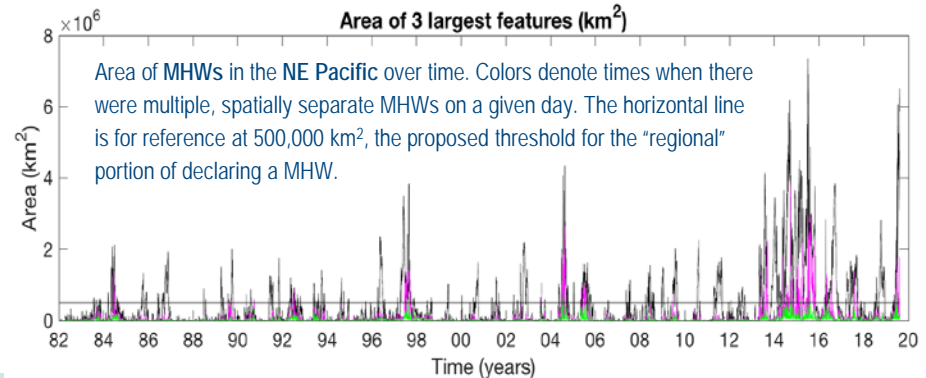 Area of 3 largest features (km²)
×10⁶
Area of MHWs in the NE Pacific over time. Colors denote times when there
were multiple, spatially separate MHWs on a given day. The horizontal line
is for reference at 500,000 km², the proposed threshold for the “regional”
portion of declaring a MHW.
Area (km²)
8
6
4
2
0
82 84 86 88 90 92 94 96 98 00 02 04 06 08 10 12 14 16 18 20
Time (years)